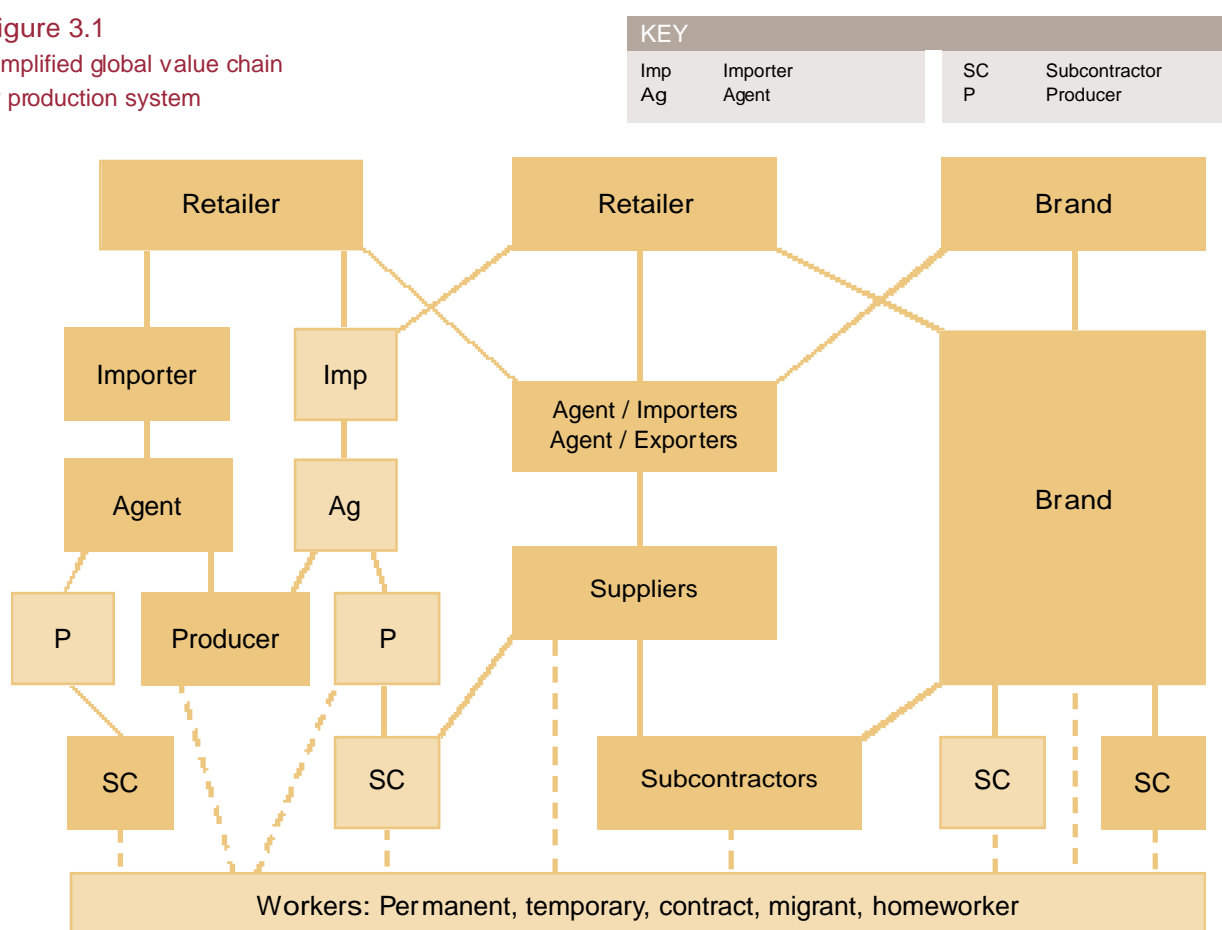 igure 3.1
mplified global value chain
production system
KEY
Imp Importer
Ag Agent
SC Subcontractor
P Producer
Retailer
Retailer
Brand
Importer
Imp
Agent / Importers
Agent / Exporters
Agent
Ag
Brand
Suppliers
P
Producer
P
SC
SC
Subcontractors
SC
SC
Workers: Permanent, temporary, contract, migrant, homeworker